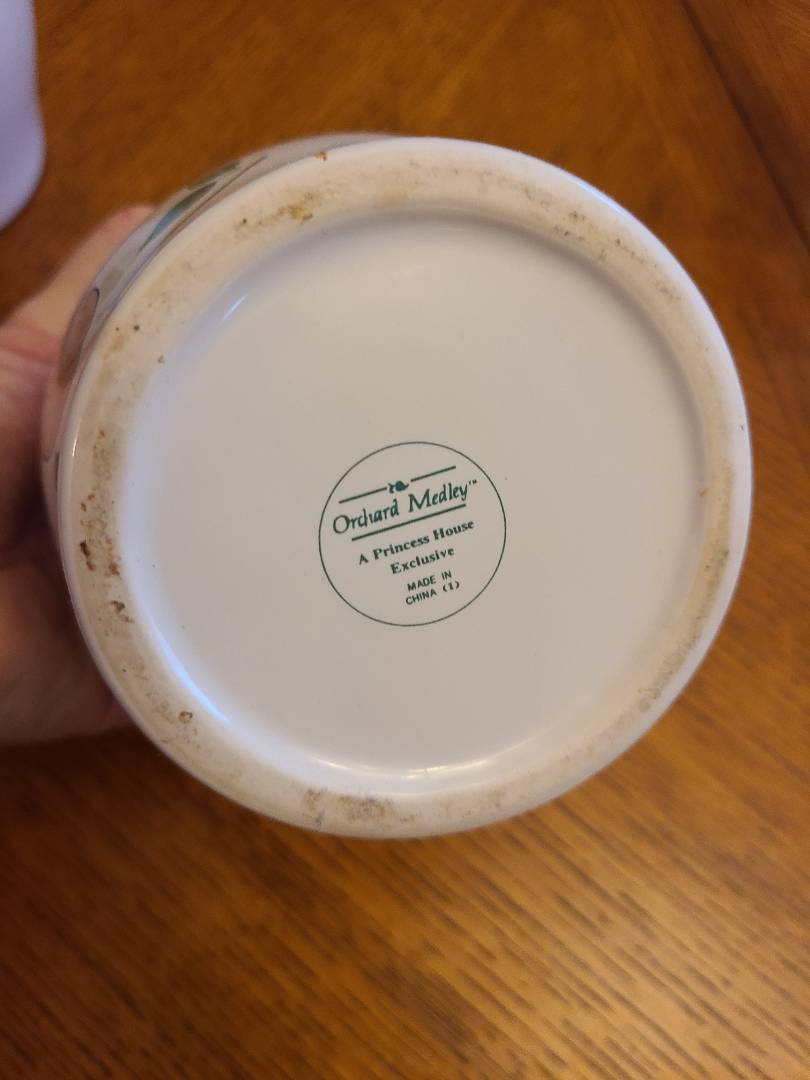 Orchard Medley™
A Princess House
Exclusive
MADE IN
CHINA (1)